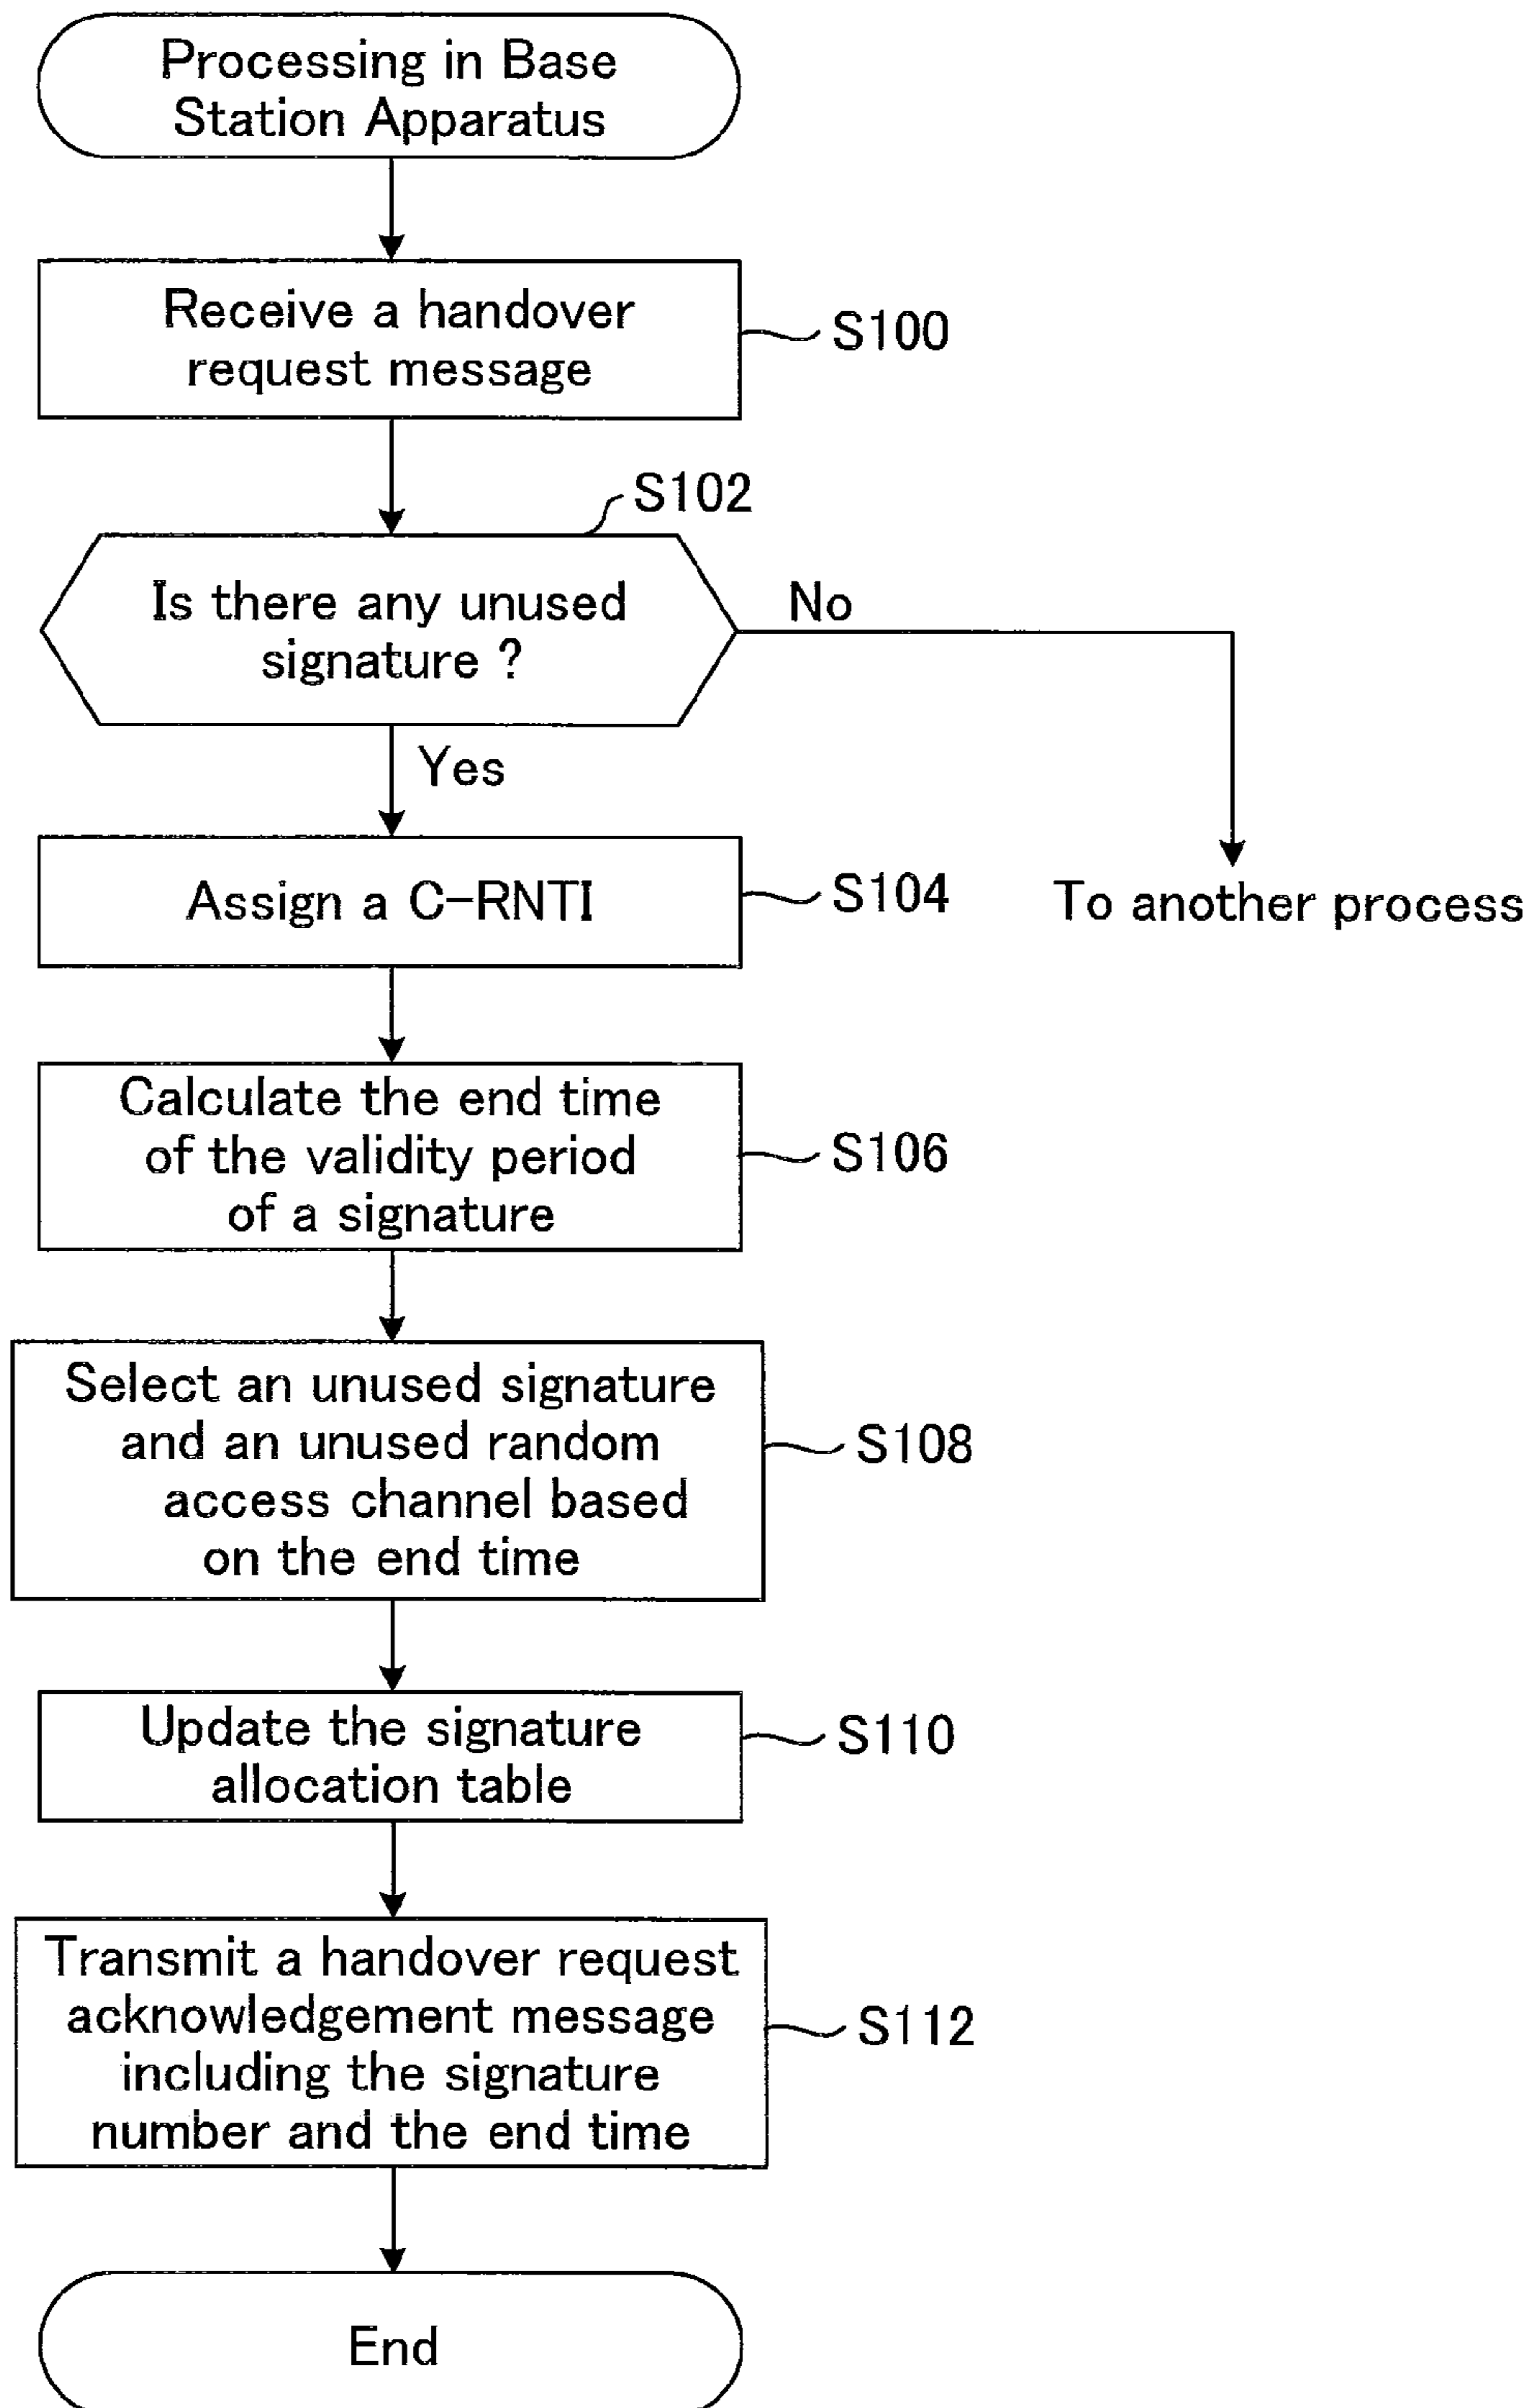 Processing in Base
Station Apparatus
Receive a handover
request message
S100
S102
Is there any unused
signature ?
No
Yes
Assign a C-RNTI
S104
To another process
Calculate the end time
of the validity period
of a signature
S106
Select an unused signature
and an unused random
access channel based
on the end time
S108
Update the signature
allocation table
S110
Transmit a handover request
acknowledgement message
including the signature
number and the end time
S112
End